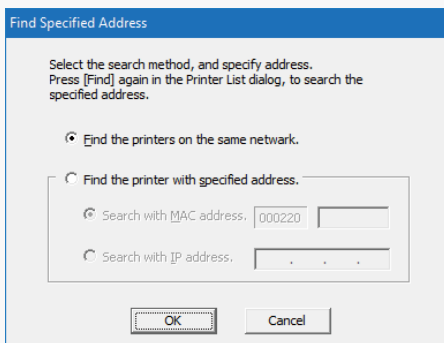 Find Specified Address
Select the search method, and specify address.
Press [Find] again in the Printer List dialog, to search the
specified address.
Find the printers on the same network.
Find the printer with specified address.
Search with MAC address. 000220
Search with IP address. . . .
OK Cancel